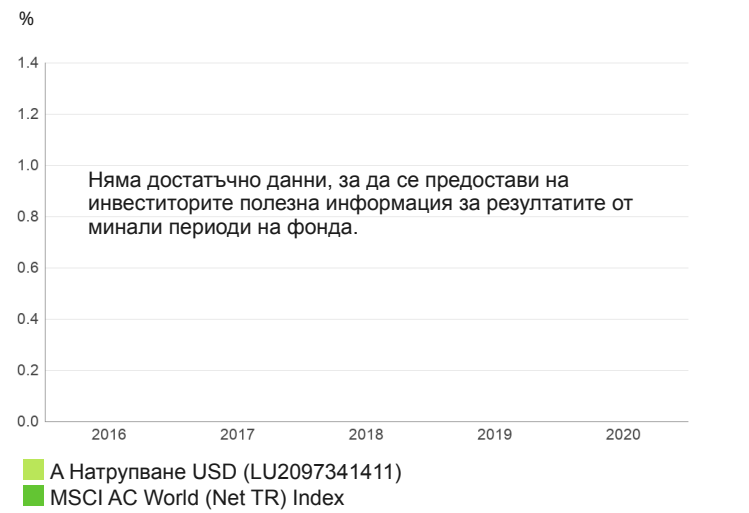 %
1.4
1.2
1.0
Няма достатъчно данни, за да се предостави на
инвеститорите полезна информация за резултатите от
0.8
минали периоди на фонда.
0.6
0.4
0.2
0.0
2016 2017 2018 2019 2020
А Натрупване USD (LU2097341411)
MSCI AC World (Net TR) Index